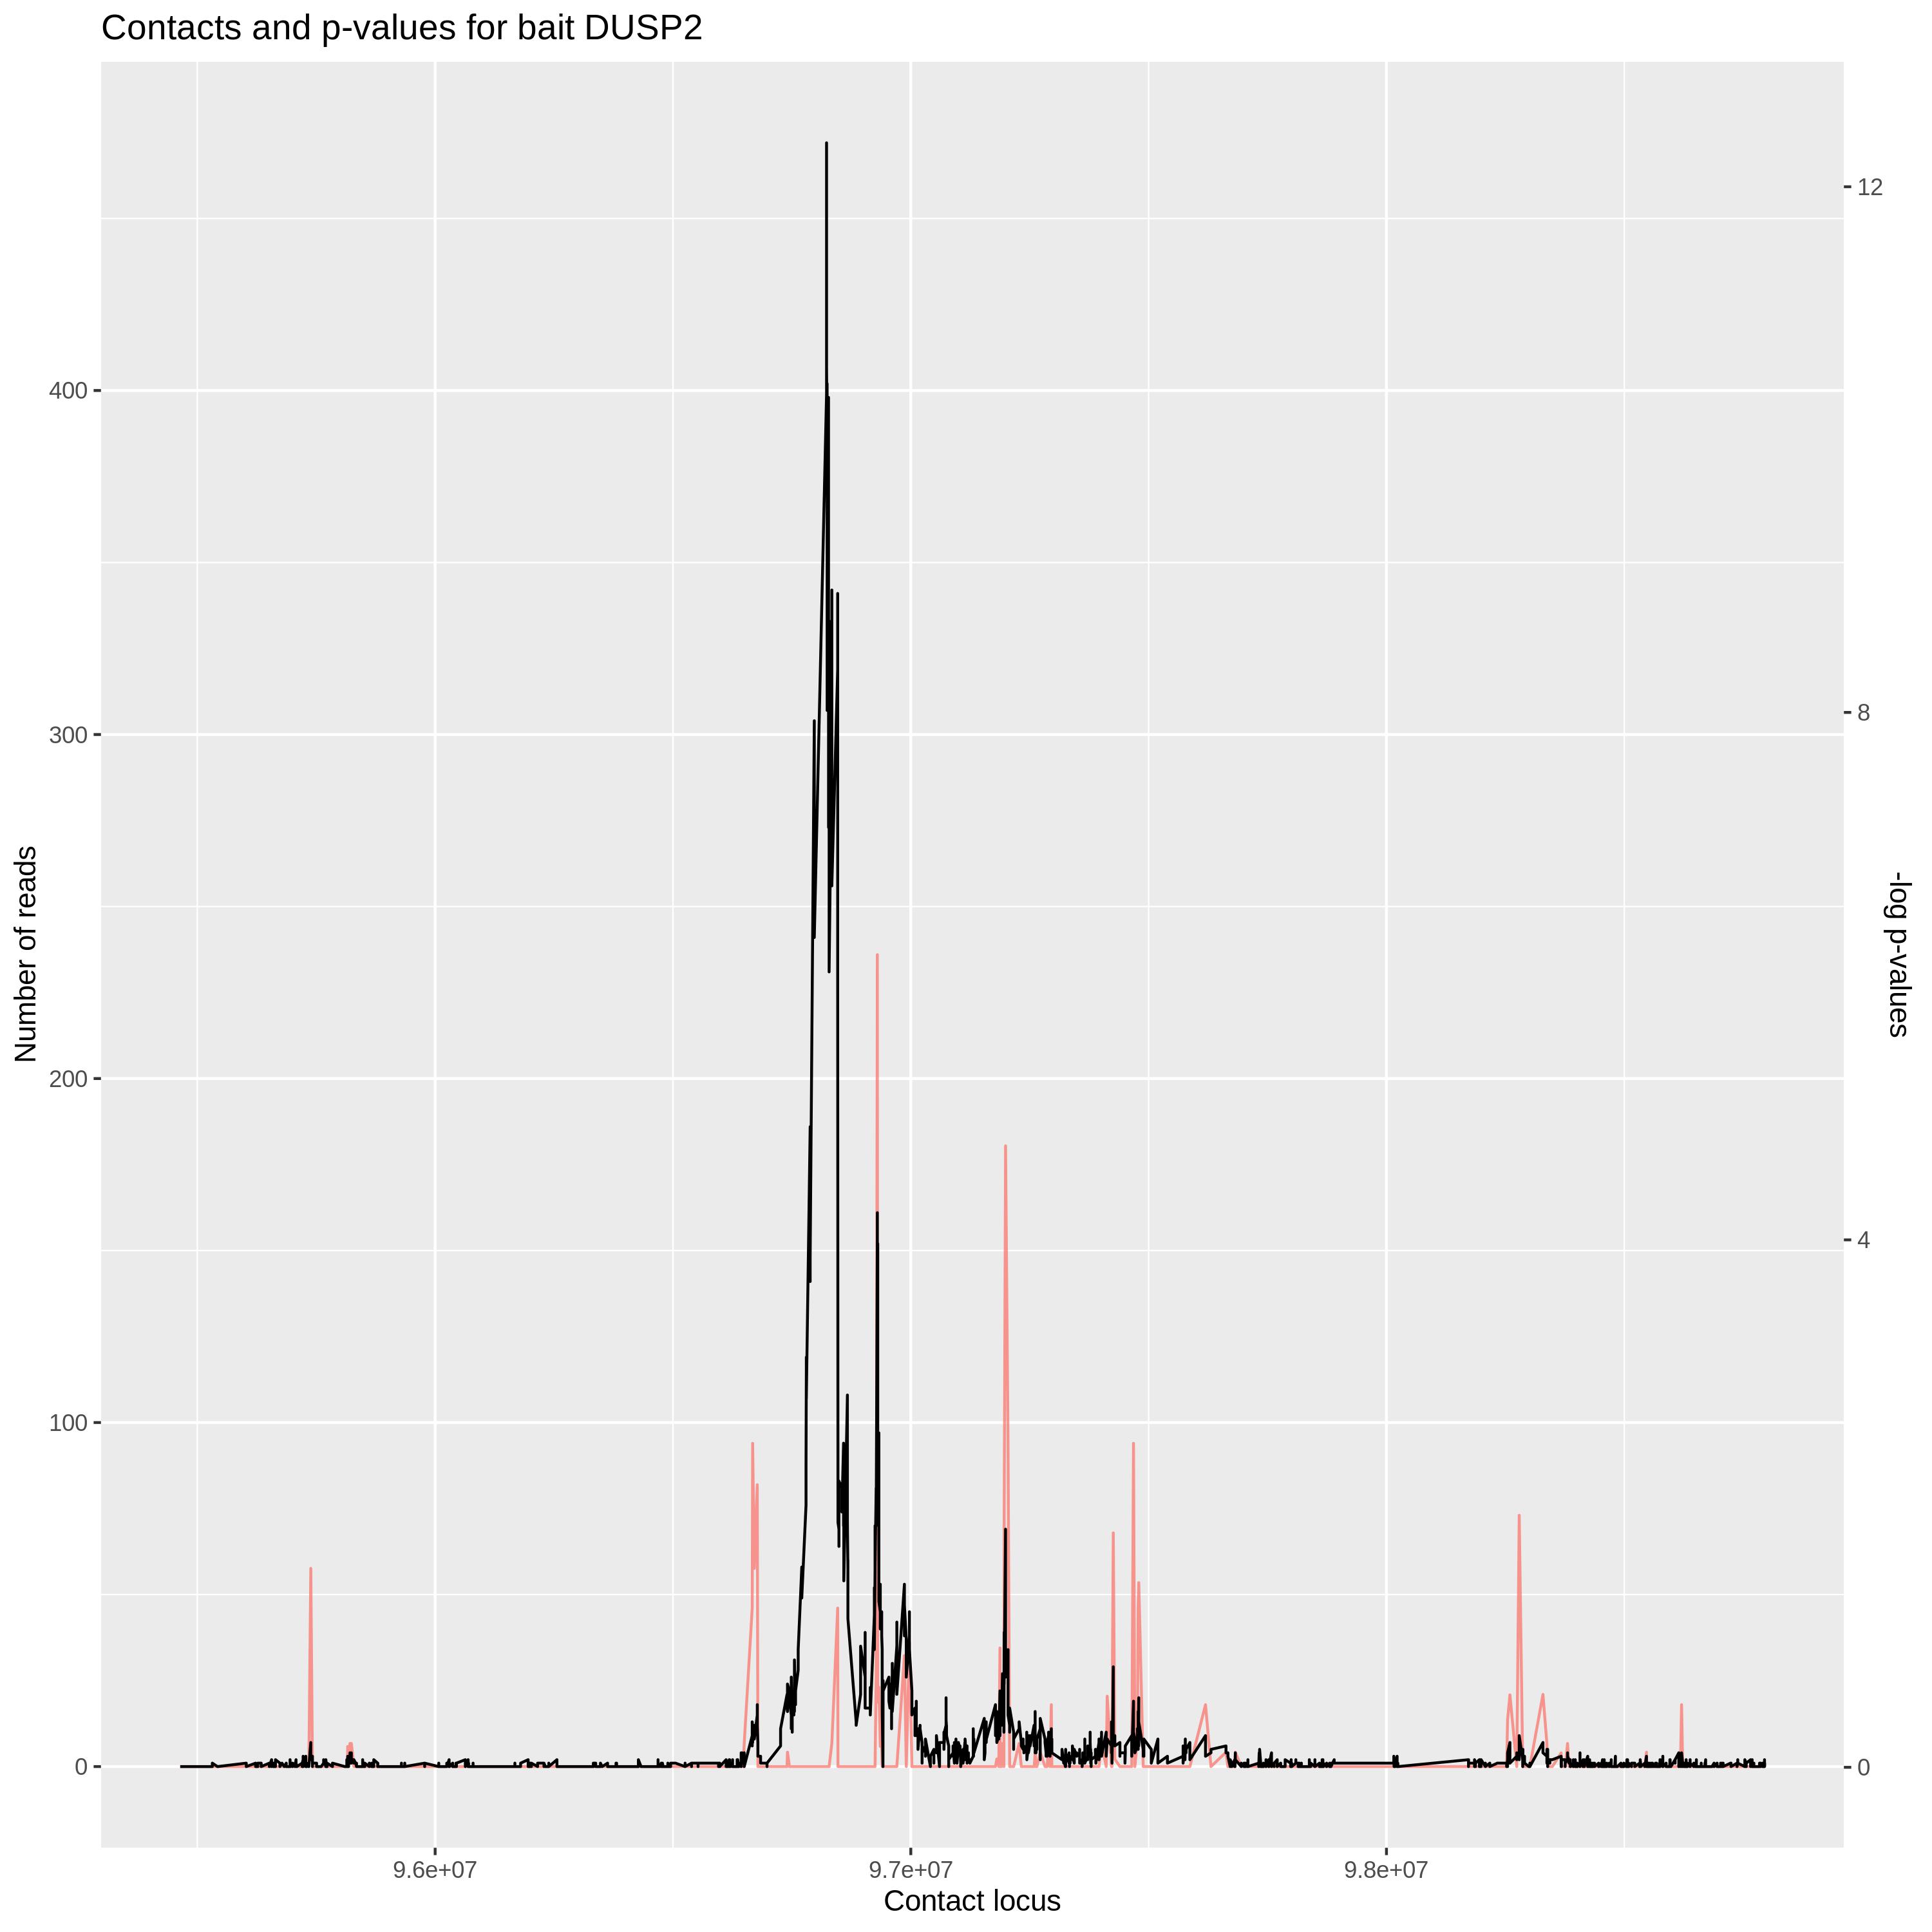 Contacts and p-values for bait DUSP2
Number of reads
400
300
200
100
0
12
8
4
0
-log p-values
9.6e+07 9.7e+07 9.8e+07
Contact locus